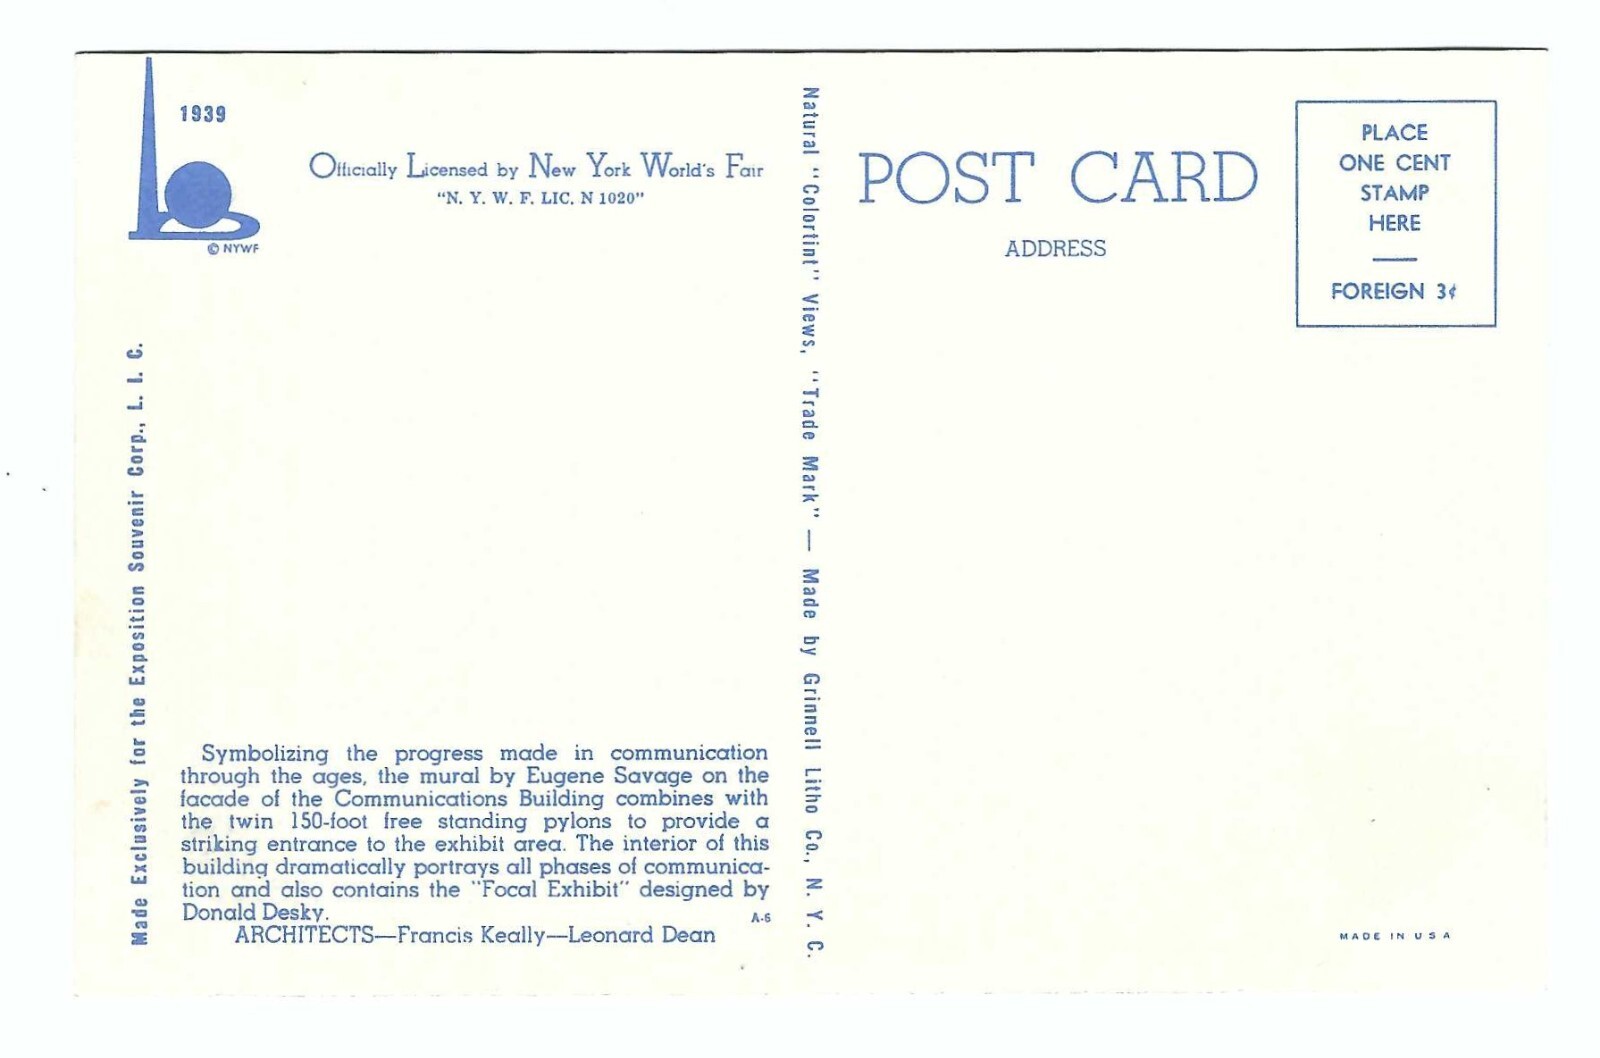 1939
© NYWF
Officially Licensed by New York World's Fair
"N. Y. W. F. LIC. N 1020"
Made Exclusively for the Exposition Souvenir Corp., L. I. C.
Symbolizing the progress made in communication
through the ages, the mural by Eugene Savage on the
facade of the Communications Building combines with
the twin 150-foot free standing pylons to provide a
striking entrance to the exhibit area. The interior of this
building dramatically portrays all phases of communica-
tion and also contains the "Focal Exhibit" designed by
Donald Desky.
A-6
ARCHITECTS—Francis Keally—Leonard Dean
Natural "Colortint" Views, "Trade Mark" — Made by Grinnell Litho Co., N. Y. C.
POST CARD
ADDRESS
PLACE
ONE CENT
STAMP
HERE
—
FOREIGN 3¢
MADE IN USA